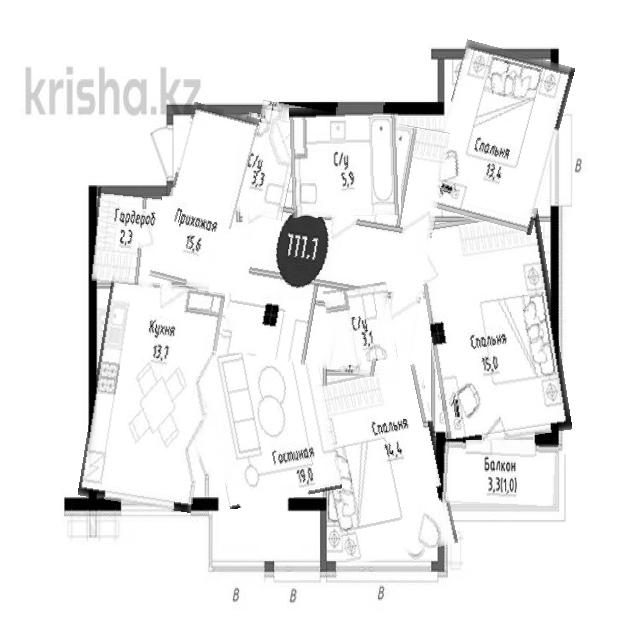 krisha.kz
Спальня
13,4
В
С/у
3,3
С/у
5,9
Гардероб
2,3
Прихожая
15,6
111.1
Кухня
13,7
С/у
3,1
Спальня
15,0
Спальня
14,4
Гостиная
19,0
Балкон
3,3(1,0)
В
В
В